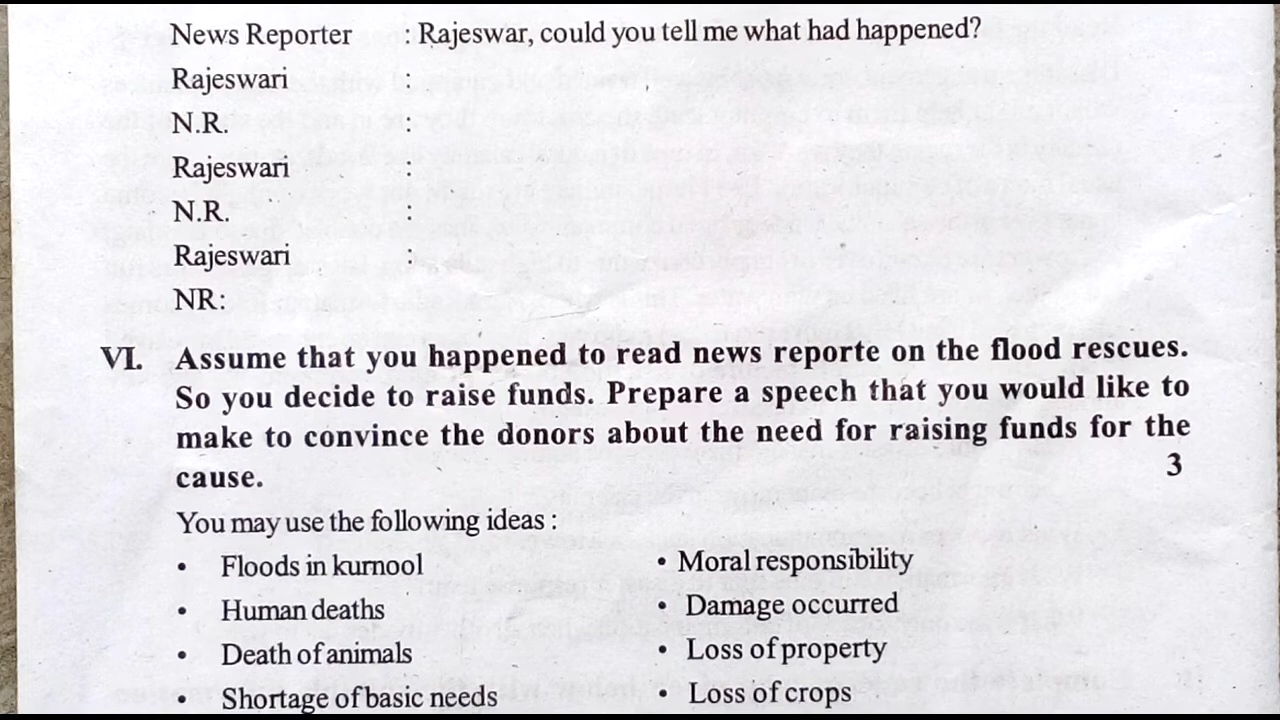 News Reporter : Rajeswar, could you tell me what had happened?
Rajeswari :
N.R. :
Rajeswari :
N.R. :
Rajeswari :
NR:
VI. Assume that you happened to read news reporte on the flood rescues.
So you decide to raise funds. Prepare a speech that you would like to
make to convince the donors about the need for raising funds for the
cause. 3
You may use the following ideas :
• Floods in kurnool • Moral responsibility
• Human deaths • Damage occurred
• Death of animals • Loss of property
• Shortage of basic needs • Loss of crops